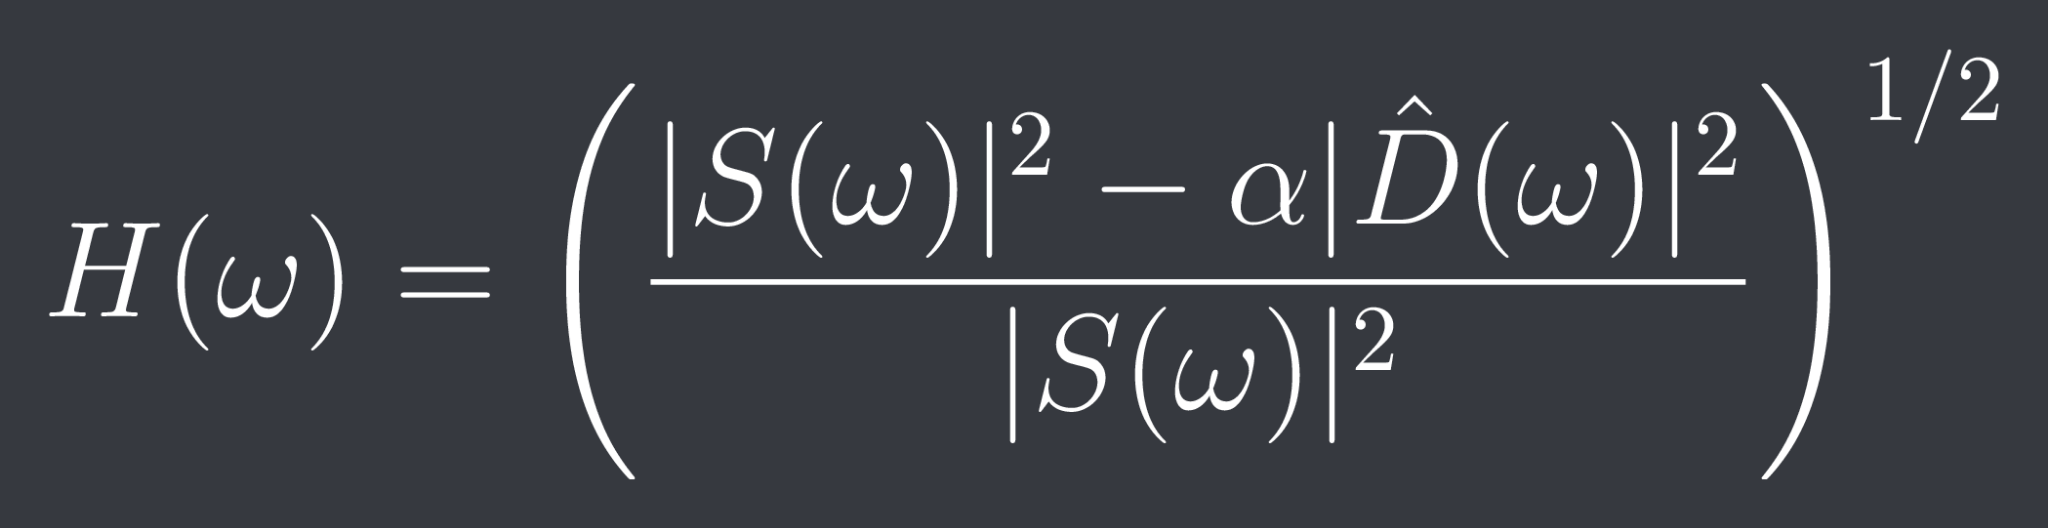 H(ω) = ( (|S(ω)|² − α|D̂(ω)|²) / |S(ω)|² )^{1/2}